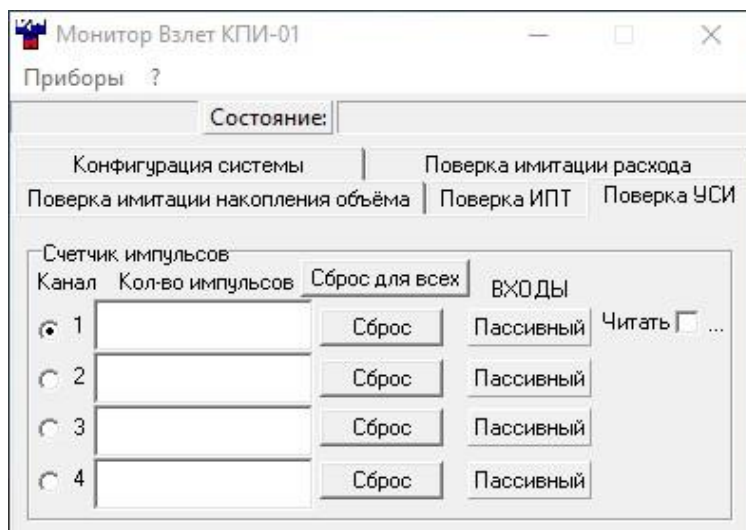 Монитор Взлет КПИ-01
Приборы ?
Состояние:
Конфигурация системы Поверка имитации расхода
Поверка имитации накопления объёма Поверка ИПТ Поверка УСИ
Счетчик импульсов
Канал Кол-во импульсов Сброс для всех ВХОДЫ
1 Сброс Пассивный Читать ...
2 Сброс Пассивный
3 Сброс Пассивный
4 Сброс Пассивный